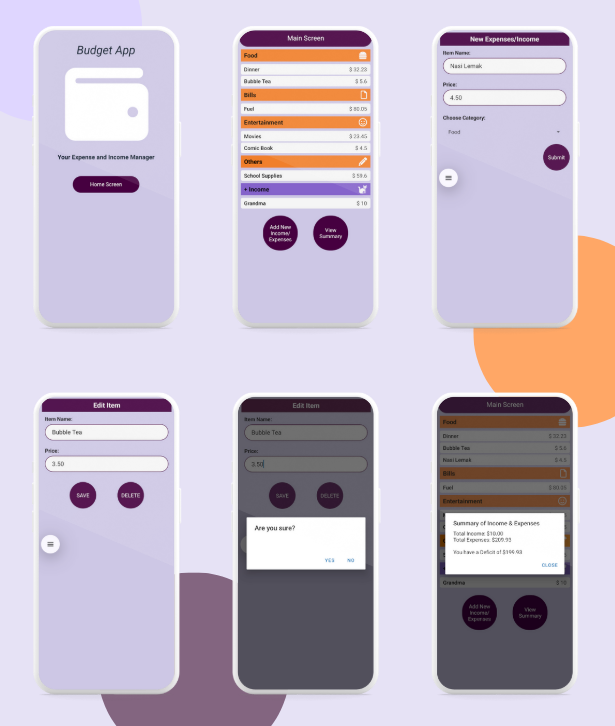 Budget App
Your Expense and Income Manager
Home Screen
Main Screen
Food
Dinner $ 32.23
Bubble Tea $ 5.6
Bills
Fuel $ 80.05
Entertainment
Movies $ 23.45
Comic Book $ 4.5
Others
School Supplies $ 59.6
+ Income
Grandma $ 10
Add New
Income/
Expenses
View
Summary
New Expenses/Income
Item Name:
Nasi Lemak
Price:
4.50
Choose Category:
Food
Submit
Edit Item
Item Name:
Bubble Tea
Price:
3.50
SAVE DELETE
Edit Item
Item Name:
Bubble Tea
Price:
3.50
SAVE DELETE
Are you sure?
YES NO
Main Screen
Food
Dinner $ 32.23
Bubble Tea $ 5.6
Nasi Lemak $ 4.5
Bills
Fuel $ 80.05
Entertainment
Summary of Income & Expenses
Total Income: $10.00
Total Expenses: $209.93
You have a Deficit of $199.93
CLOSE
Grandma $ 10
Add New
Income/
Expenses
View
Summary